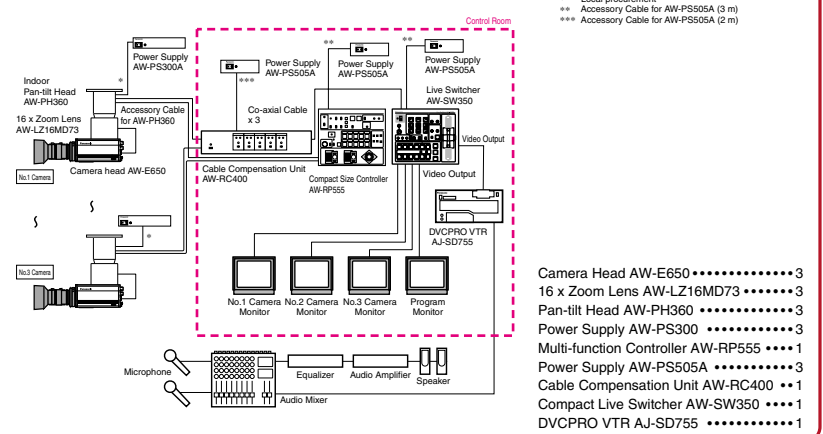 Local procurement
** Accessory Cable for AW-PS505A (3 m)
*** Accessory Cable for AW-PS505A (2 m)
Control Room
**
**
Power Supply
AW-PS300A
Power Supply
AW-PS505A
Power Supply
AW-PS505A
Power Supply
AW-PS505A
*
***
Indoor
Pan-tilt Head
AW-PH360
16 x Zoom Lens
AW-LZ16MD73
Accessory Cable
for AW-PH360
Co-axial Cable
x 3
Live Switcher
AW-SW350
Video Output
Video Output
No.1 Camera
Camera head AW-E650
Cable Compensation Unit
AW-RC400
Compact Size Controller
AW-RP555
DVCPRO VTR
AJ-SD755
*
No.3 Camera
No.1 Camera
Monitor
No.2 Camera
Monitor
No.3 Camera
Monitor
Program
Monitor
Microphone
Equalizer
Audio Amplifier
Speaker
Audio Mixer
Camera Head AW-E650 •••••••••••••• 3
16 x Zoom Lens AW-LZ16MD73 ••••••• 3
Pan-tilt Head AW-PH360 ••••••••••••• 3
Power Supply AW-PS300 •••••••••••• 3
Multi-function Controller AW-RP555 •••• 1
Power Supply AW-PS505A •••••••••••• 3
Cable Compensation Unit AW-RC400 •• 1
Compact Live Switcher AW-SW350 •••• 1
DVCPRO VTR AJ-SD755 •••••••••••• 1